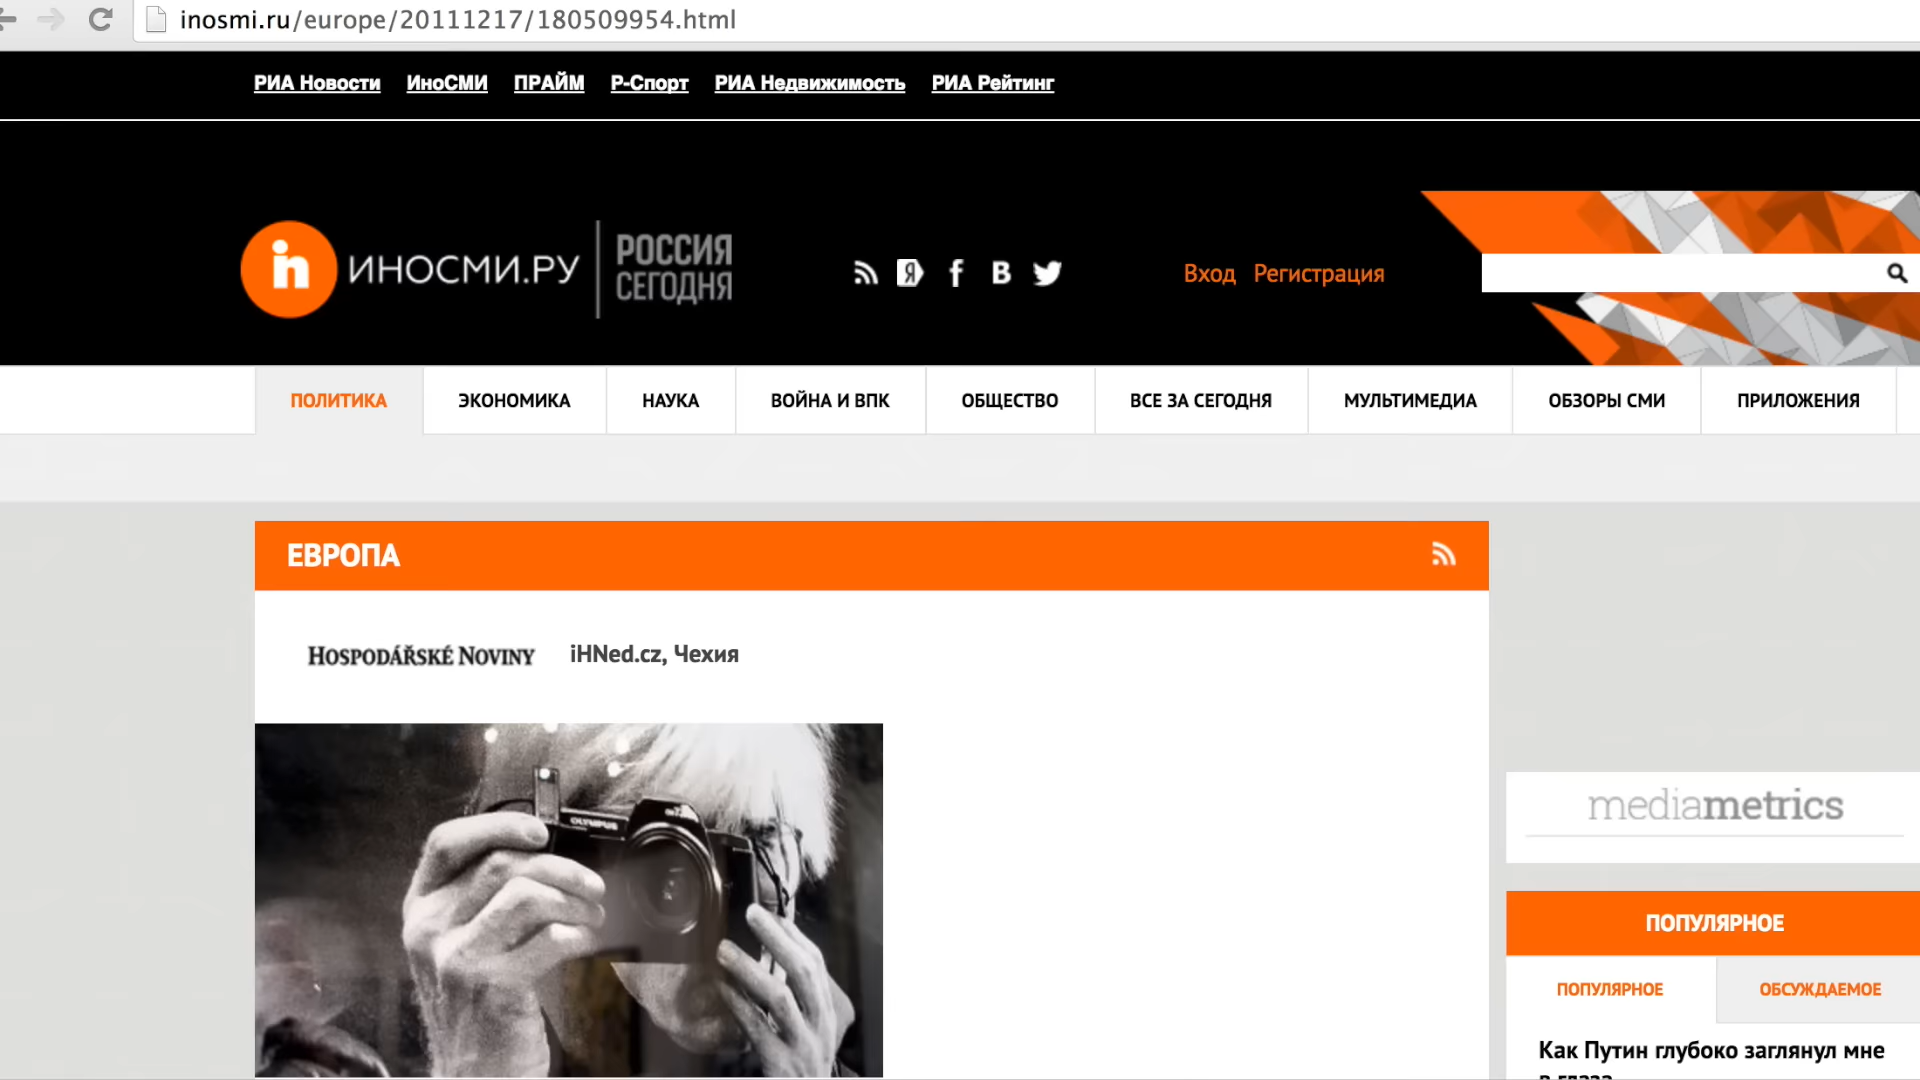 inosmi.ru/europe/20111217/180509954.html
РИА Новости ИноСМИ ПРАЙМ Р-Спорт РИА Недвижимость РИА Рейтинг
in ИНОСМИ.РУ РОССИЯ
СЕГОДНЯ
Я f B Вход Регистрация
ПОЛИТИКА ЭКОНОМИКА НАУКА ВОЙНА И ВПК ОБЩЕСТВО ВСЕ ЗА СЕГОДНЯ МУЛЬТИМЕДИА ОБЗОРЫ СМИ ПРИЛОЖЕНИЯ
ЕВРОПА
HOSPODÁŘSKÉ NOVINY iHNed.cz, Чехия
OLYMPUS
mediametrics
ПОПУЛЯРНОЕ
ПОПУЛЯРНОЕ ОБСУЖДАЕМОЕ
Как Путин глубоко заглянул мне
в глаза